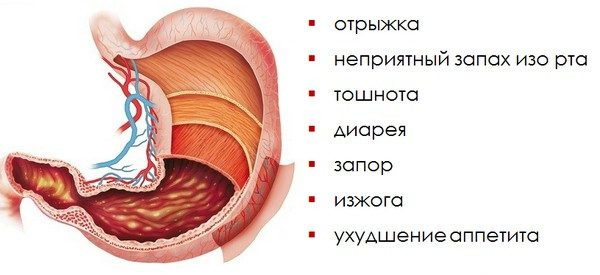 отрыжка
неприятный запах изо рта
тошнота
диарея
запор
изжога
ухудшение аппетита